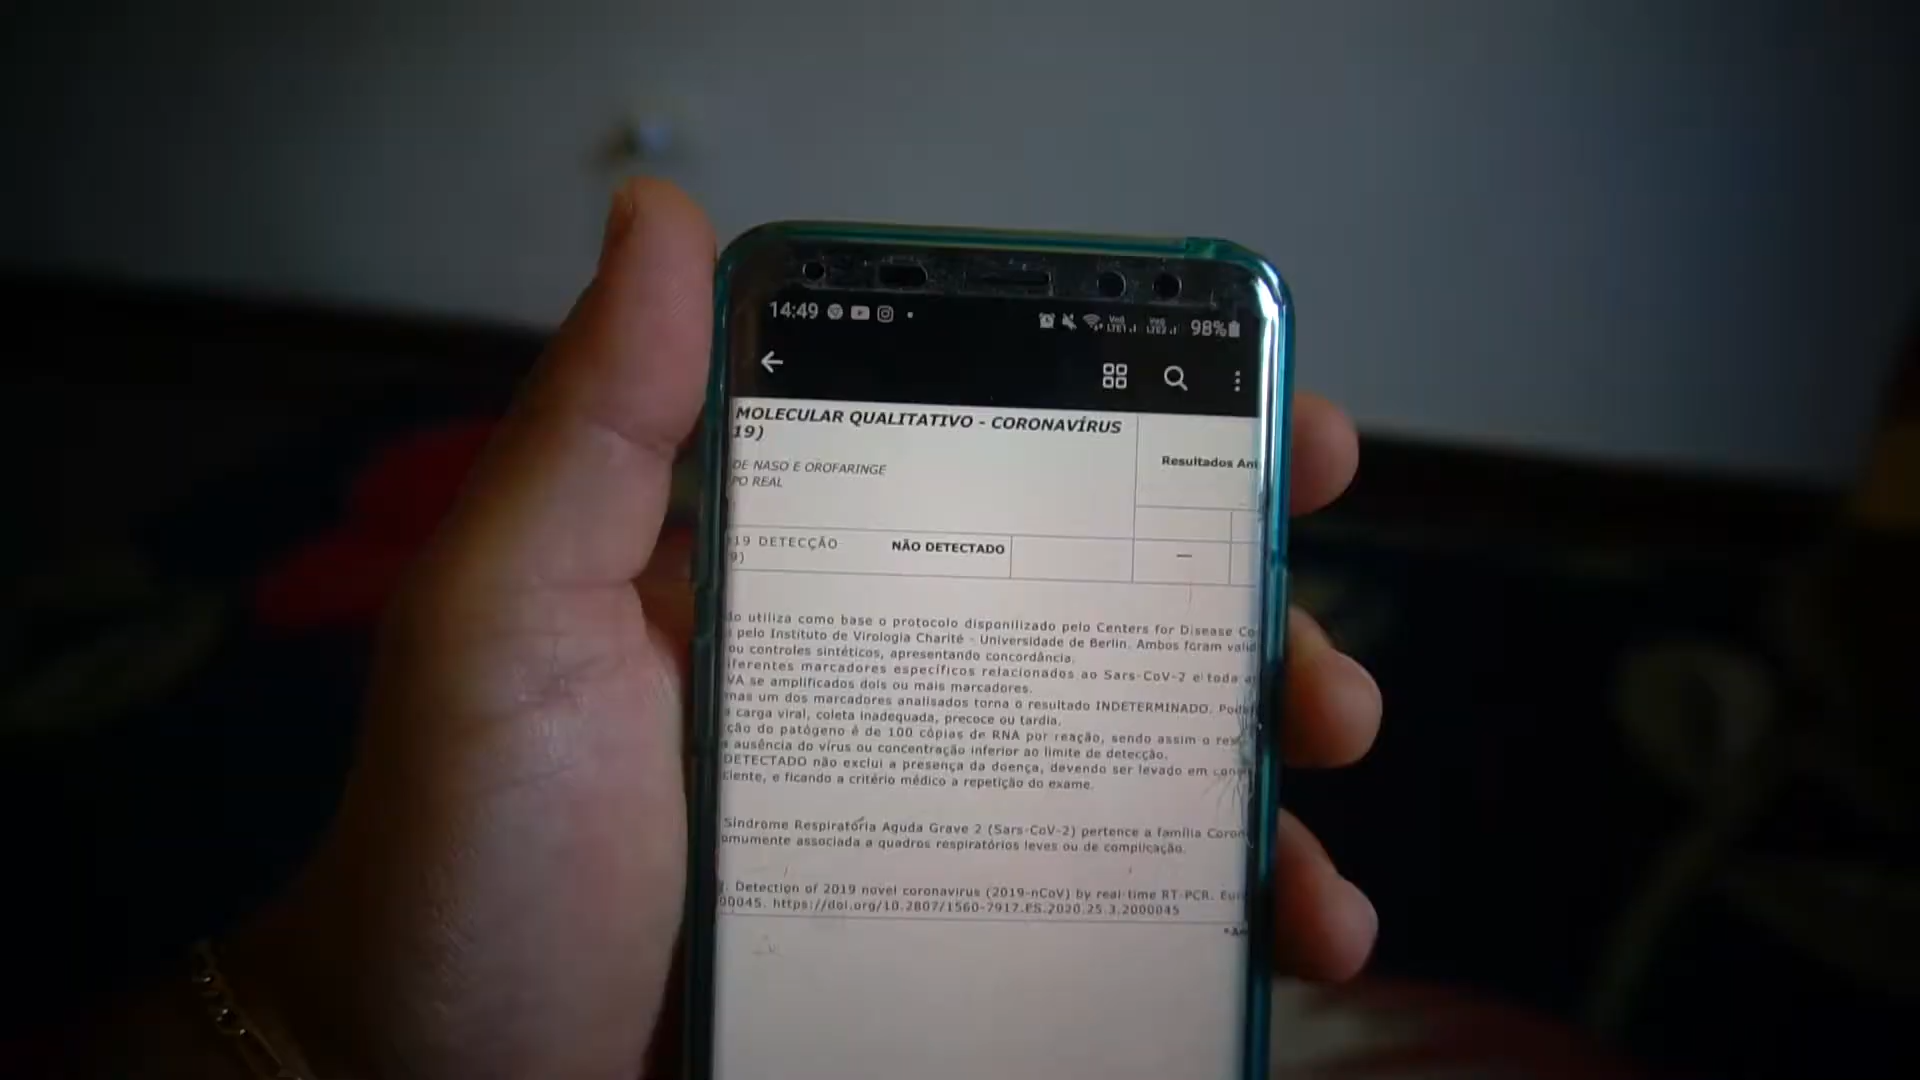 14:49 98%
MOLECULAR QUALITATIVO - CORONAVÍRUS
19)
Resultados Ant
DE NASO E OROFARINGE
PO REAL
19 DETECÇÃO NÃO DETECTADO —
9)
do utiliza como base o protocolo disponilizado pelo Centers for Disease Co
pelo Instituto de Virologia Charité - Universidade de Berlin. Ambos foram valid
ou controles sintéticos, apresentando concordância.
iferentes marcadores específicos relacionados ao Sars-CoV-2 e toda a
VA se amplificados dois ou mais marcadores.
nas um dos marcadores analisados torna o resultado INDETERMINADO. Pode
a carga viral, coleta inadequada, precoce ou tardia.
ção do patógeno é de 100 cópias de RNA por reação, sendo assim o res
a ausência do vírus ou concentração inferior ao limite de detecção.
DETECTADO não exclui a presença da doença, devendo ser levado em con
ciente, e ficando a critério médico a repetição do exame.
Síndrome Respiratória Aguda Grave 2 (Sars-CoV-2) pertence a família Coron
omumente associada a quadros respiratórios leves ou de complicação.
Detection of 2019 novel coronavirus (2019-nCoV) by real-time RT-PCR. Eur
00045. https://doi.org/10.2807/1560-7917.ES.2020.25.3.2000045